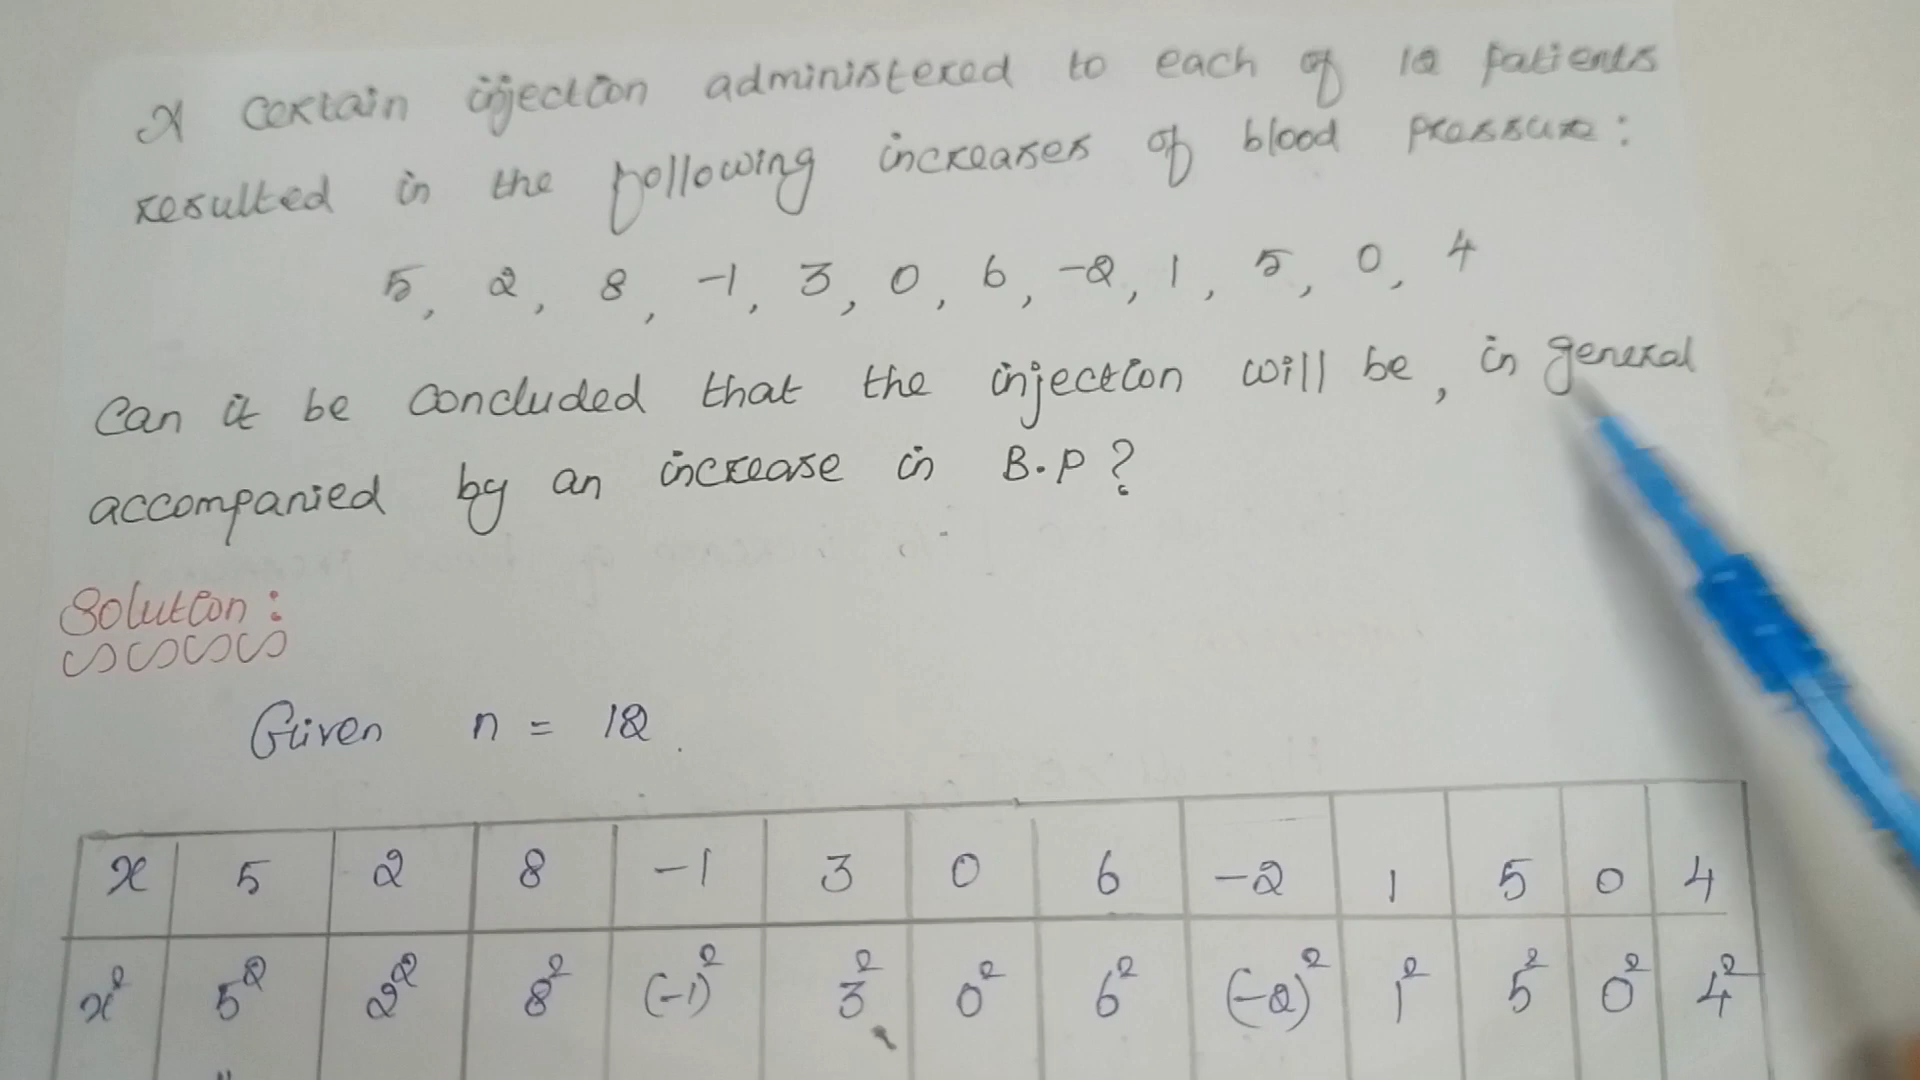 A certain injection administered to each of 12 patients
resulted in the following increases of blood pressure:
5, 2, 8, -1, 3, 0, 6, -2, 1, 5, 0, 4
Can it be concluded that the injection will be, in general
accompanied by an increase in B.P?
Solution:
Given n = 12.
x 5 2 8 -1 3 0 6 -2 1 5 0 4
x² 5² 2² 8² (-1)² 3² 0² 6² (-2)² 1² 5² 0² 4²